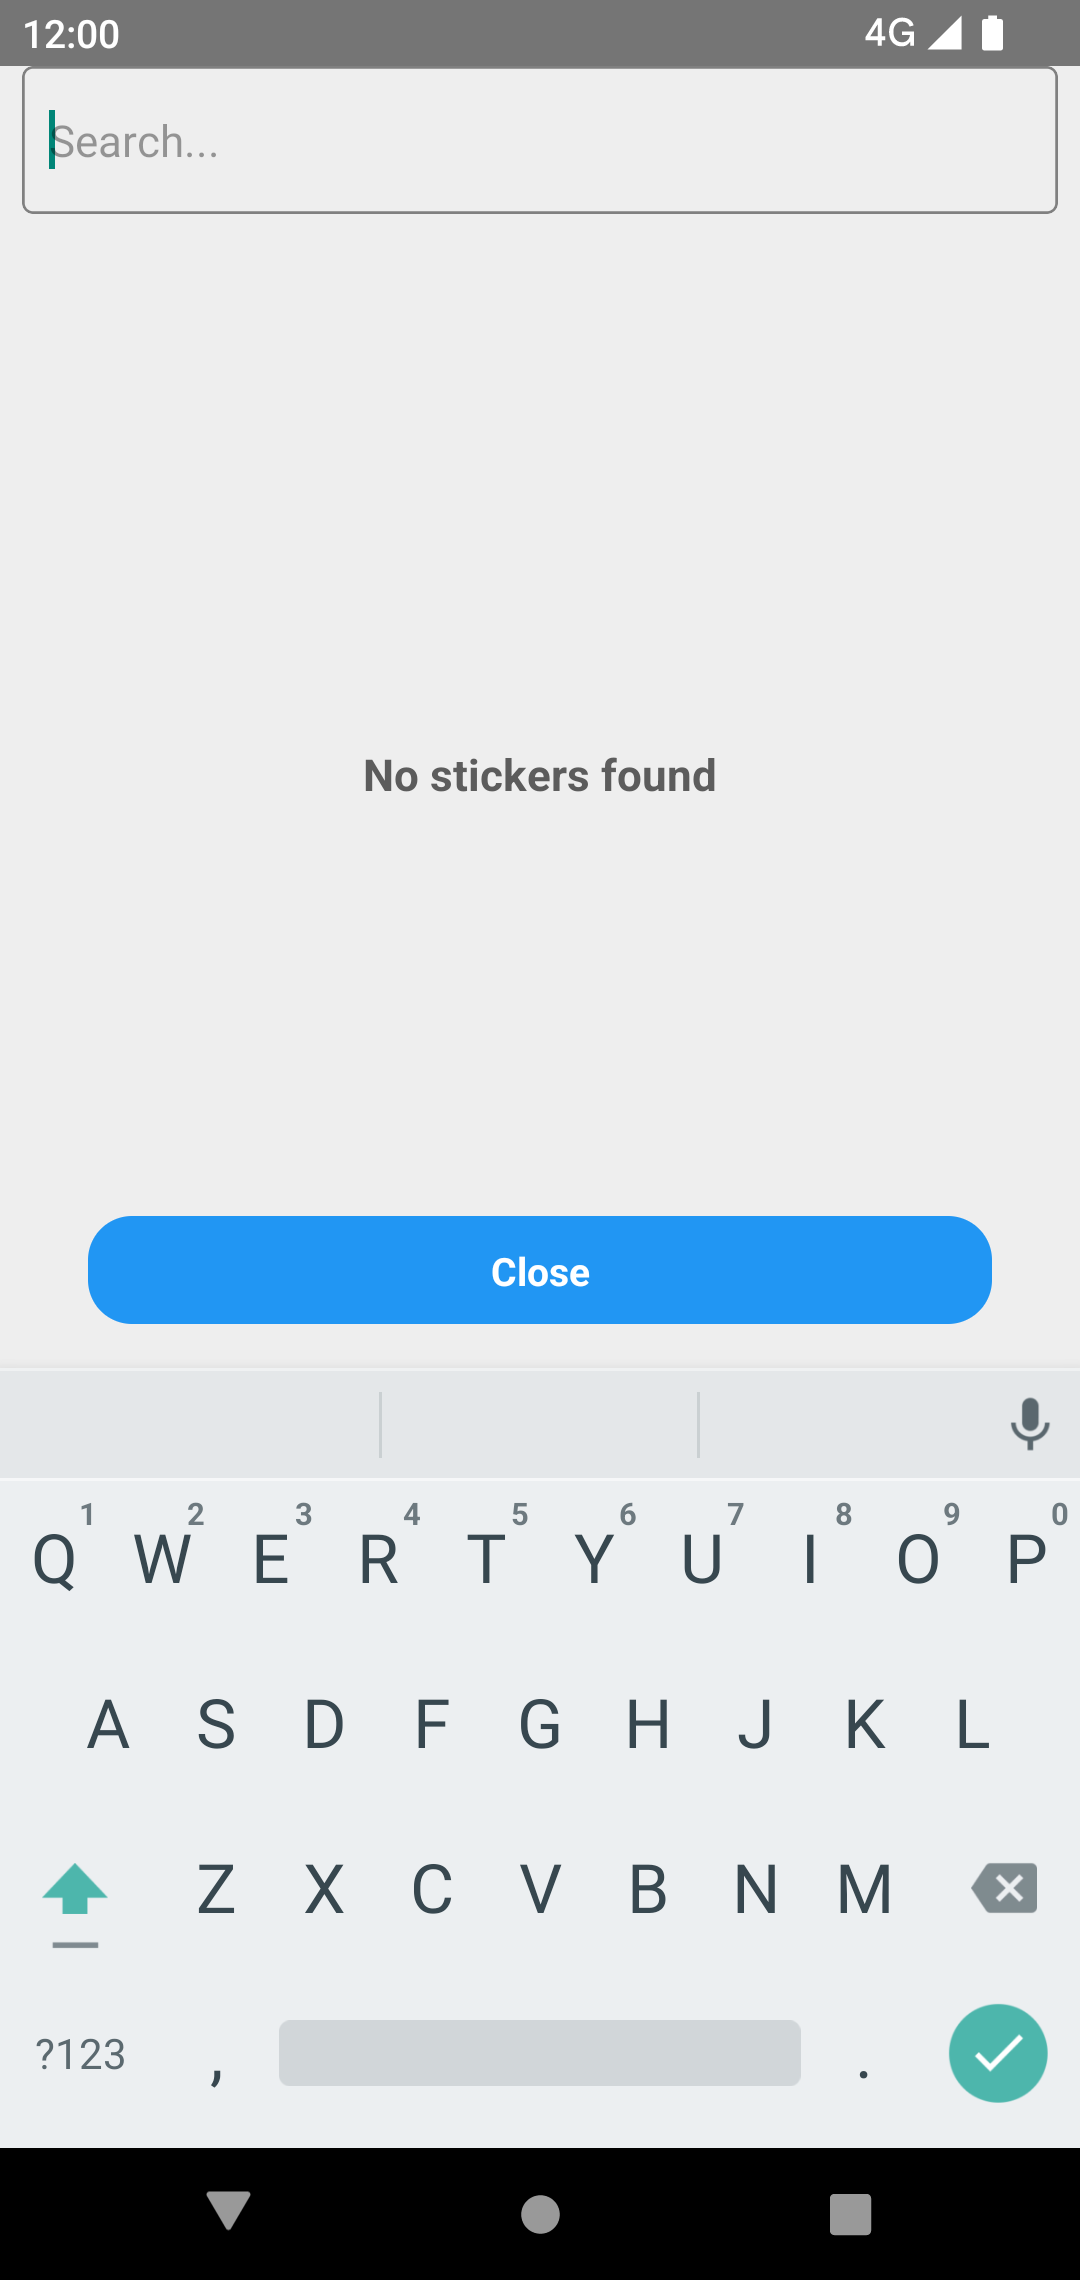 12:00 4G
Search...
No stickers found
Close
1 2 3 4 5 6 7 8 9 0
Q W E R T Y U I O P
A S D F G H J K L
Z X C V B N M
?123 , .